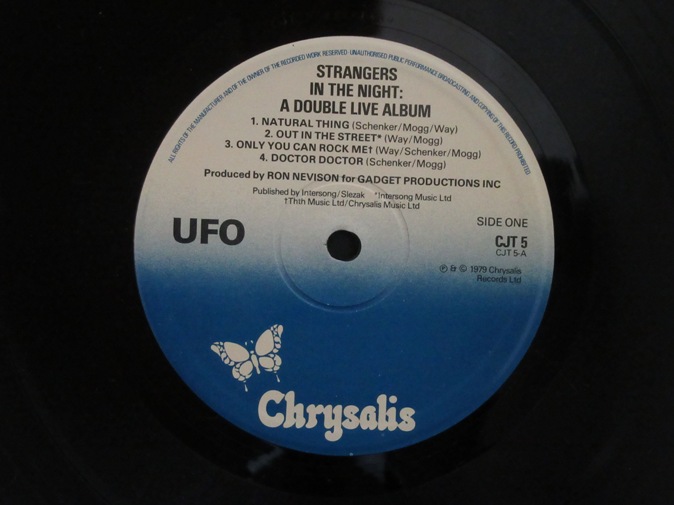 ALL RIGHTS OF THE MANUFACTURER AND OF THE OWNER OF THE RECORDED WORK RESERVED · UNAUTHORISED PUBLIC PERFORMANCE BROADCASTING AND COPYING OF THIS RECORD PROHIBITED
STRANGERS
IN THE NIGHT:
A DOUBLE LIVE ALBUM
1. NATURAL THING (Schenker/Mogg/Way)
2. OUT IN THE STREET* (Way/Mogg)
3. ONLY YOU CAN ROCK ME† (Way/Schenker/Mogg)
4. DOCTOR DOCTOR (Schenker/Mogg)
Produced by RON NEVISON for GADGET PRODUCTIONS INC
Published by Intersong/Slezak *Intersong Music Ltd
†Thth Music Ltd/Chrysalis Music Ltd
UFO
SIDE ONE
CJT 5
CJT 5-A
℗ & © 1979 Chrysalis
Records Ltd
Chrysalis